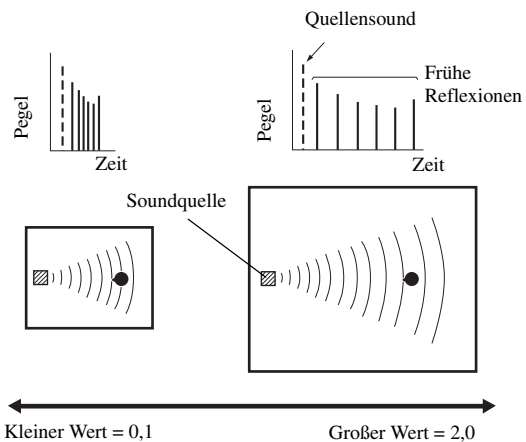 Quellensound
Pegel
Zeit
Pegel
Frühe
Reflexionen
Zeit
Soundquelle
Kleiner Wert = 0,1
Großer Wert = 2,0